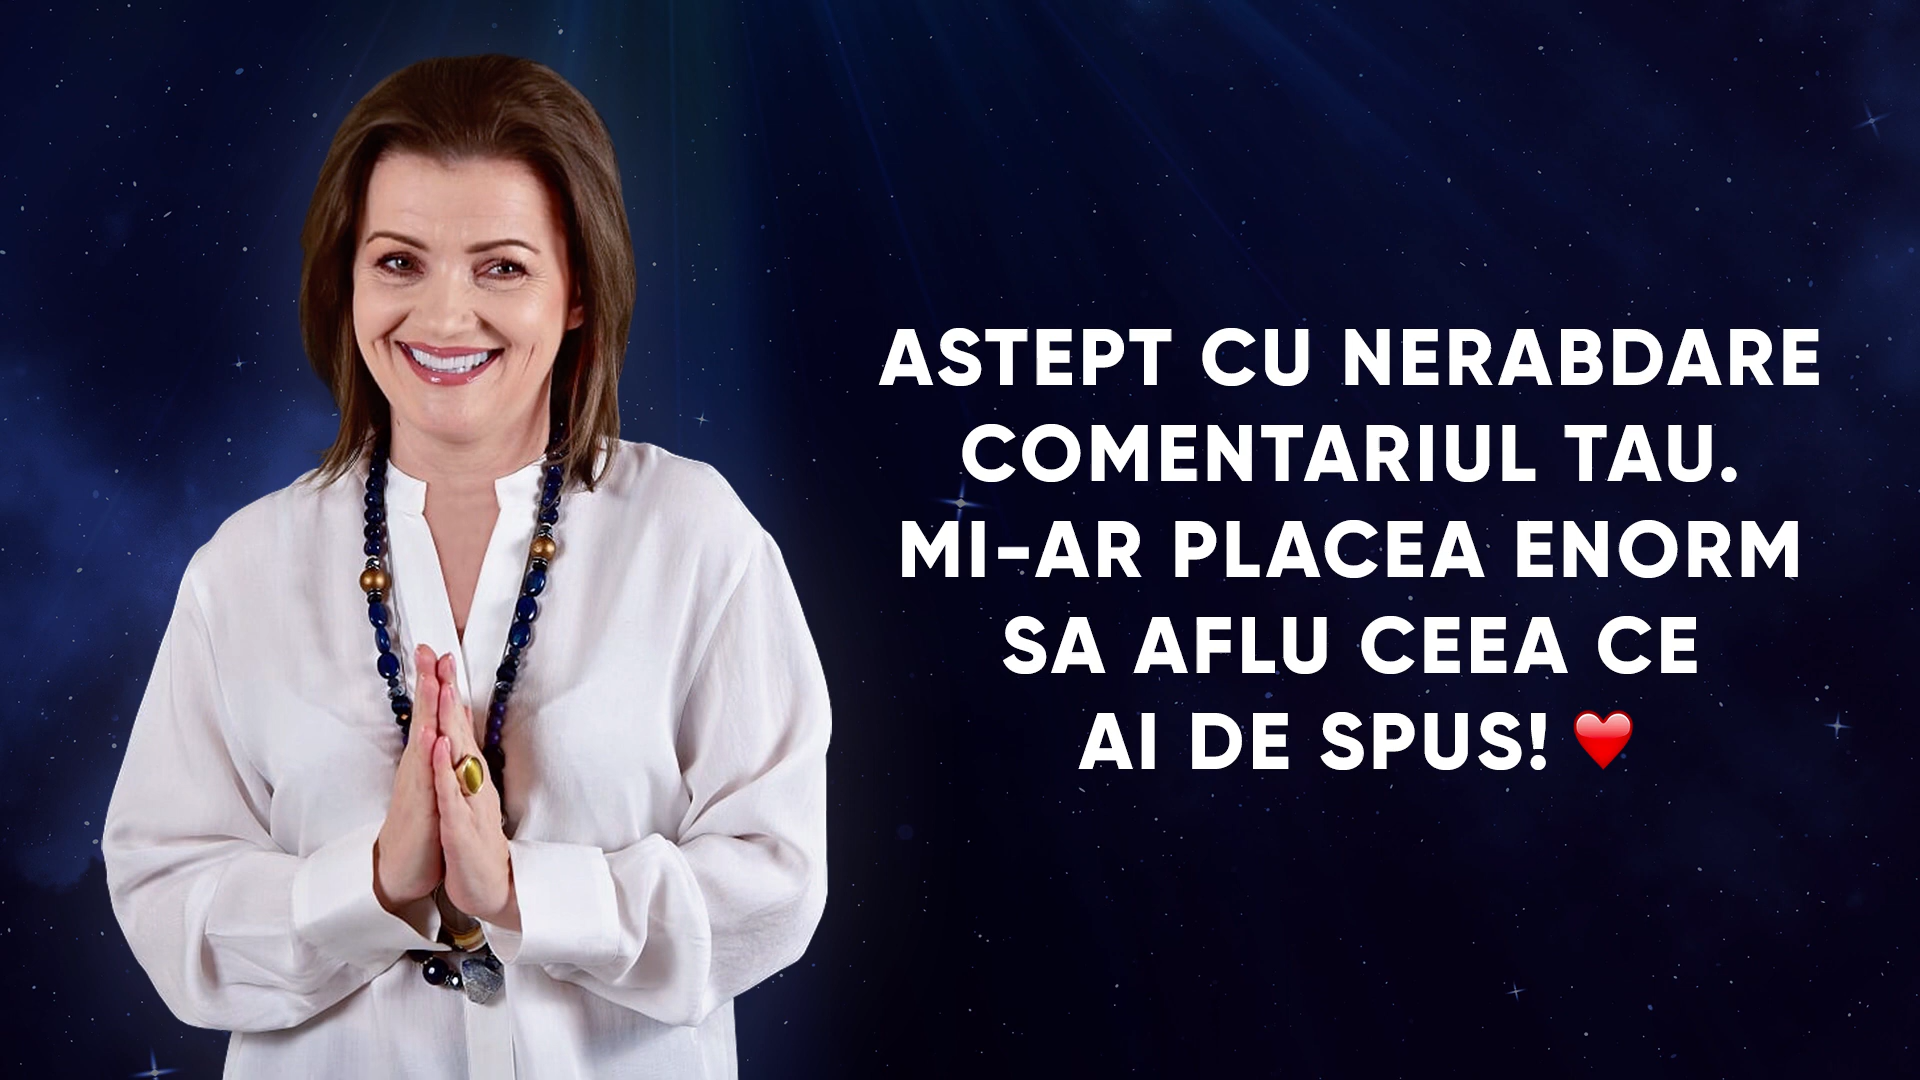 ASTEPT CU NERABDARE
COMENTARIUL TAU.
MI-AR PLACEA ENORM
SA AFLU CEEA CE
AI DE SPUS! ❤️